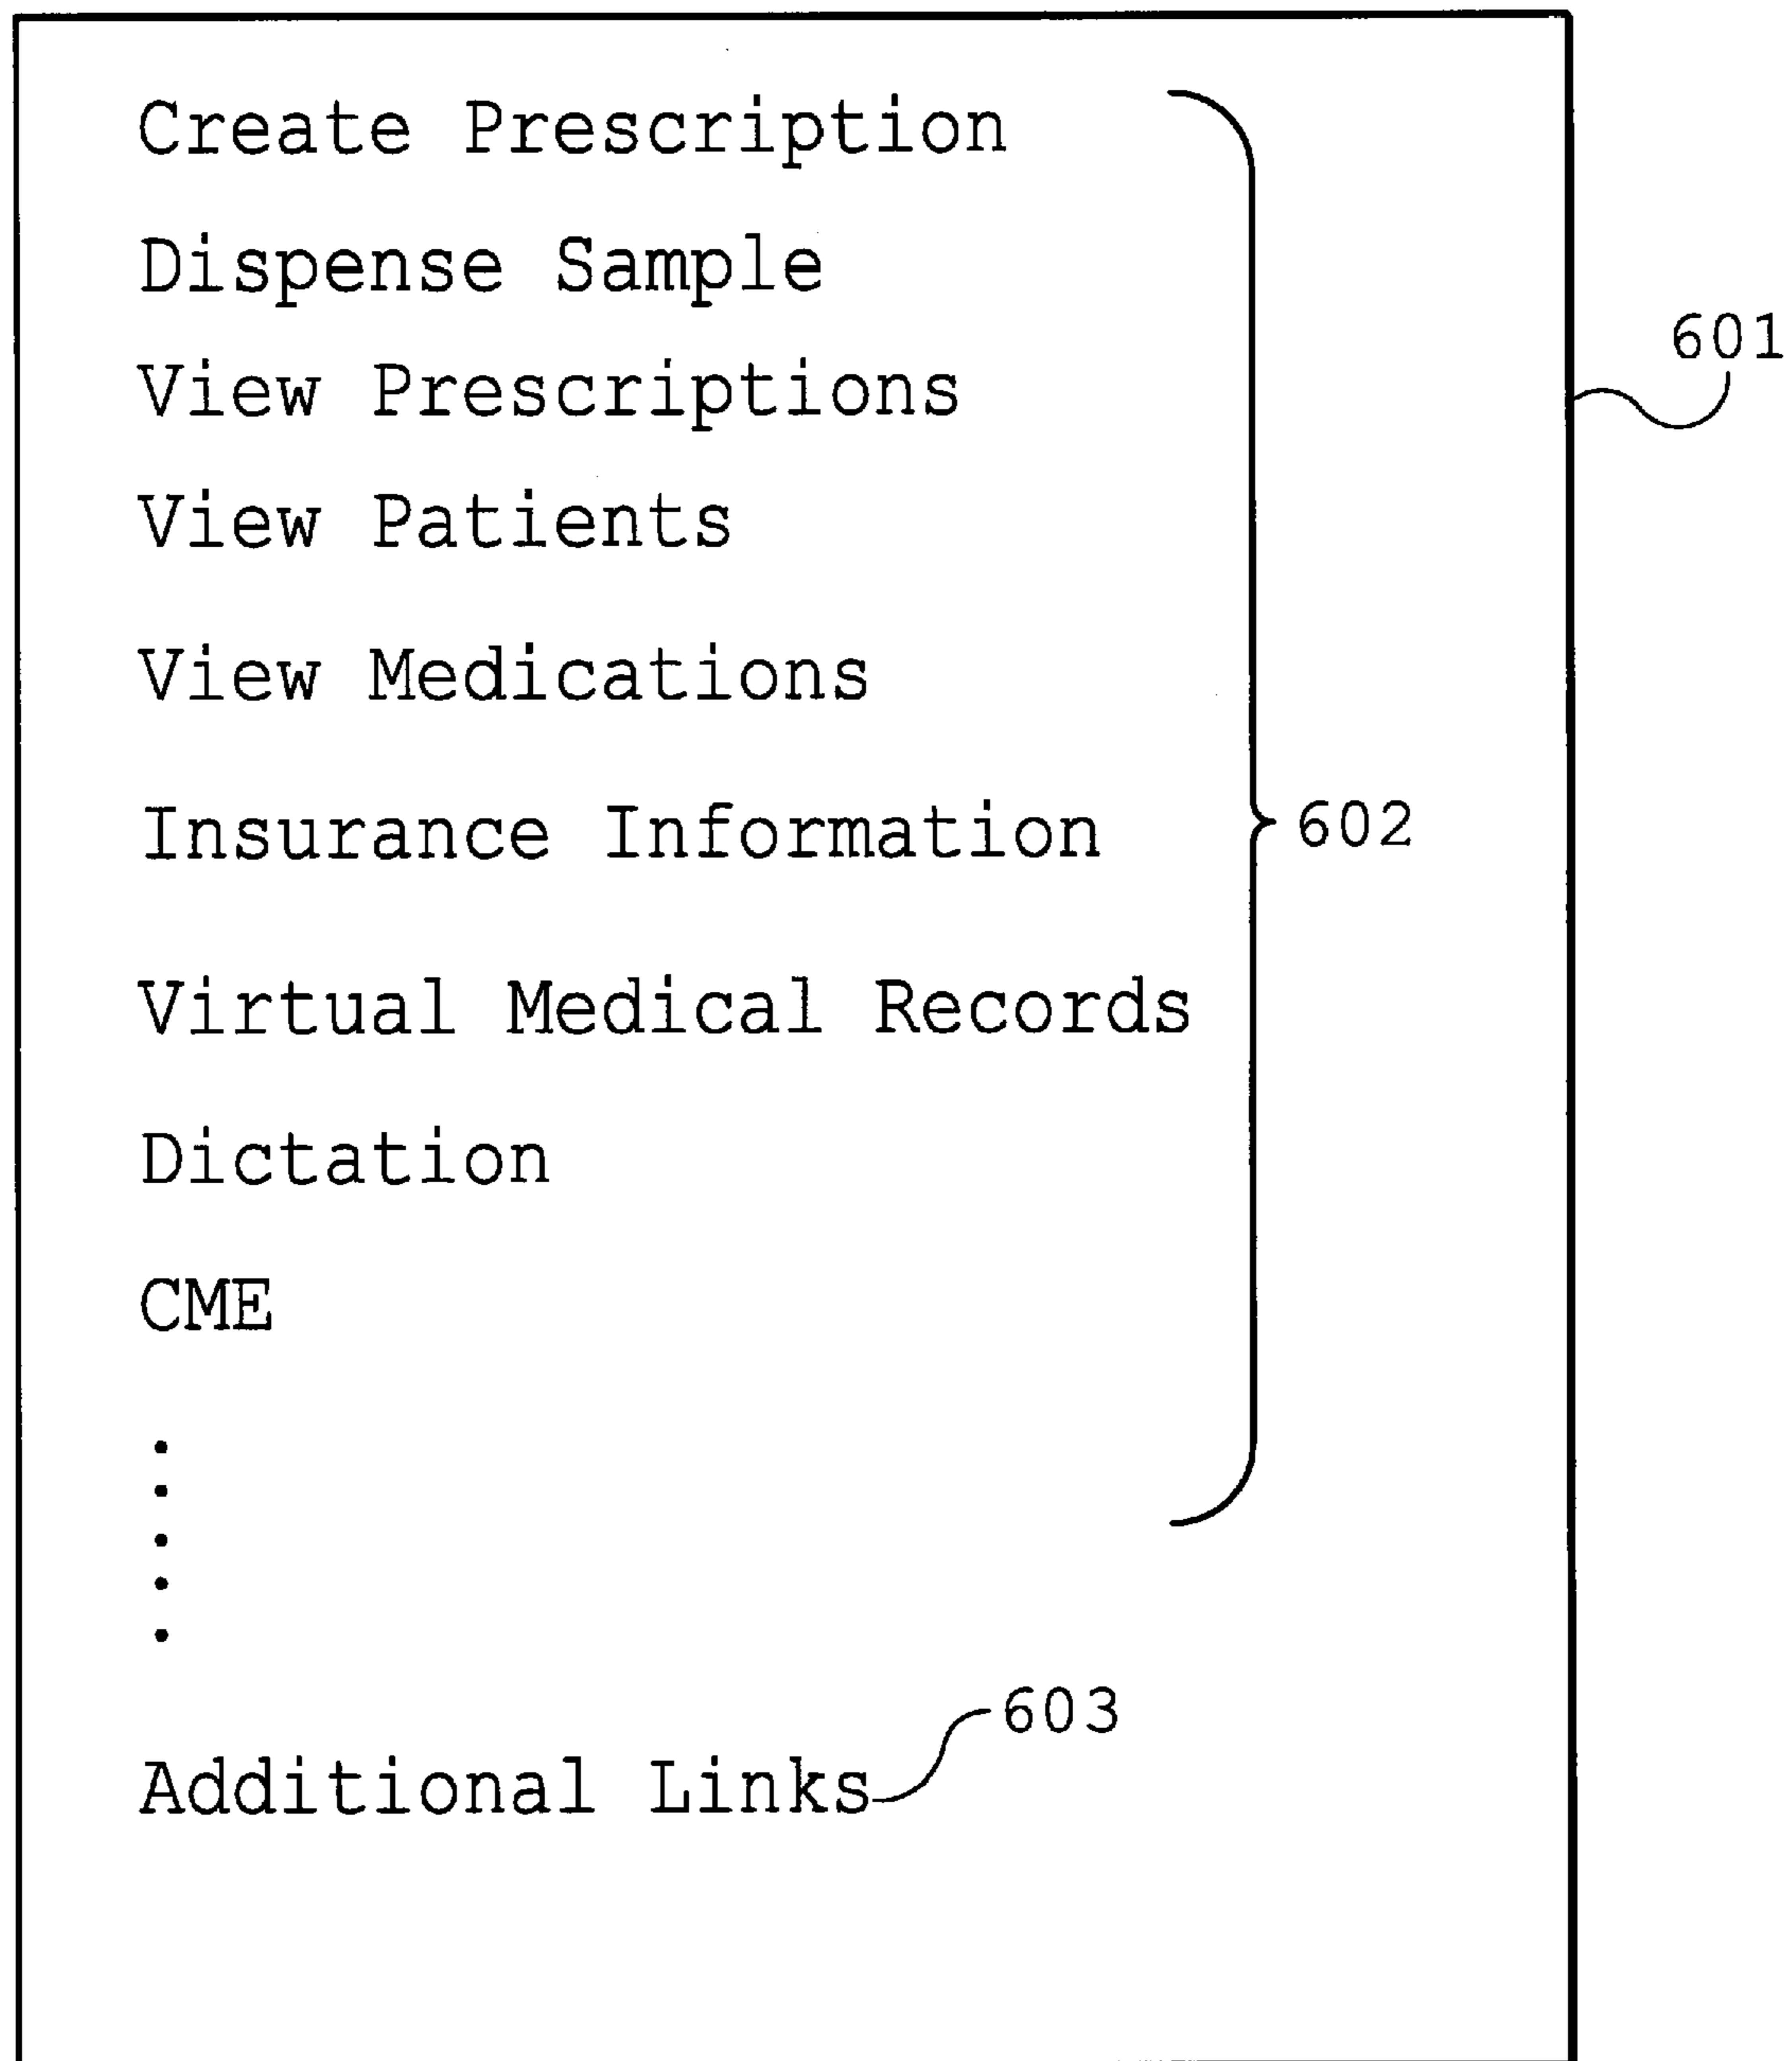 Create Prescription
Dispense Sample
View Prescriptions
601
View Patients
View Medications
Insurance Information
602
Virtual Medical Records
Dictation
CME
603
Additional Links